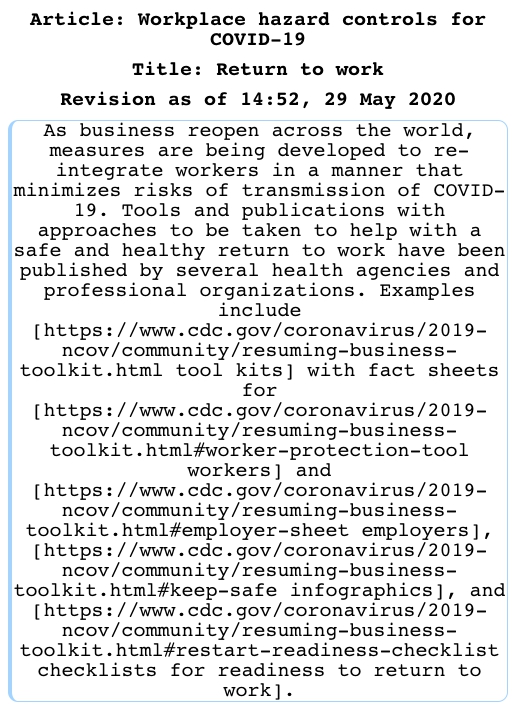 Article: Workplace hazard controls for
COVID-19
Title: Return to work
Revision as of 14:52, 29 May 2020
As business reopen across the world,
measures are being developed to re-
integrate workers in a manner that
minimizes risks of transmission of COVID-
19. Tools and publications with
approaches to be taken to help with a
safe and healthy return to work have been
published by several health agencies and
professional organizations. Examples
include
[https://www.cdc.gov/coronavirus/2019-
ncov/community/resuming-business-
toolkit.html tool kits] with fact sheets
for
[https://www.cdc.gov/coronavirus/2019-
ncov/community/resuming-business-
toolkit.html#worker-protection-tool
workers] and
[https://www.cdc.gov/coronavirus/2019-
ncov/community/resuming-business-
toolkit.html#employer-sheet employers],
[https://www.cdc.gov/coronavirus/2019-
ncov/community/resuming-business-
toolkit.html#keep-safe infographics], and
[https://www.cdc.gov/coronavirus/2019-
ncov/community/resuming-business-
toolkit.html#restart-readiness-checklist
checklists for readiness to return to
work].